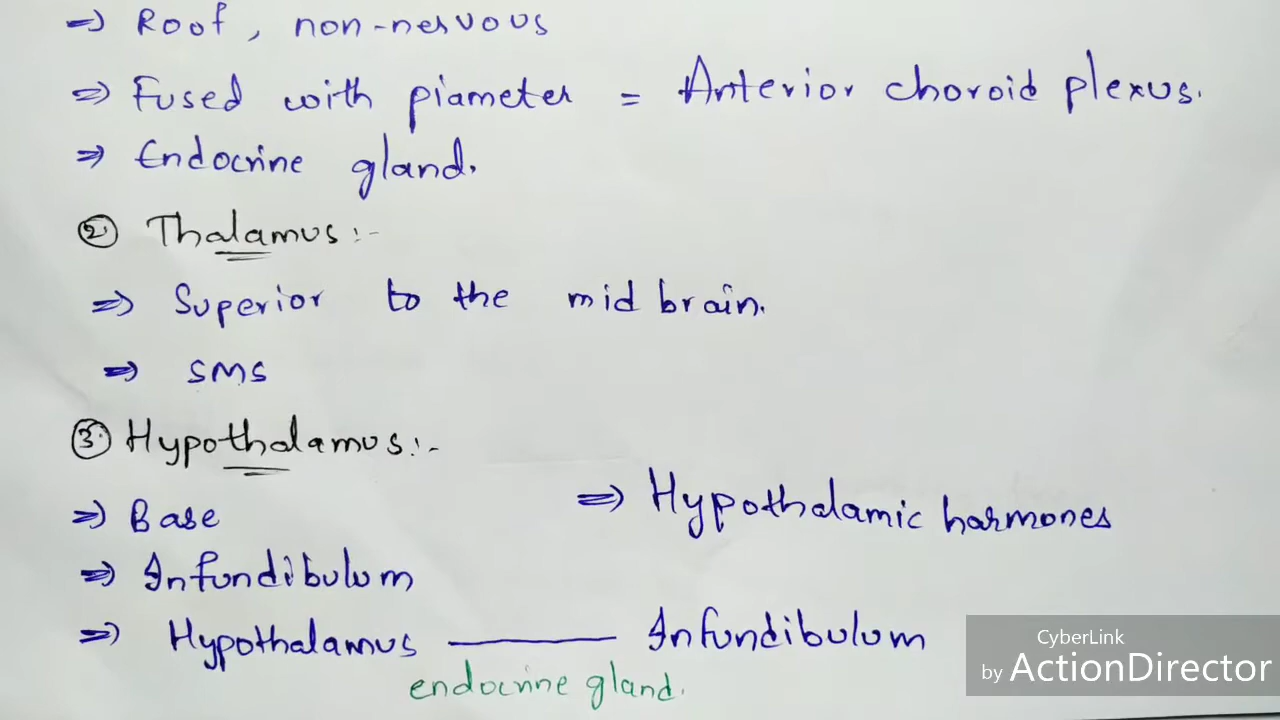 ⇒ Roof, non-nervous
⇒ Fused with piameter = Anterior choroid plexus.
⇒ Endocrine gland.
② Thalamus:-
⇒ Superior to the mid brain.
⇒ SMS
③ Hypothalamus:-
⇒ Base
⇒ Hypothalamic harmones
⇒ Infundibulum
⇒ Hypothalamus —— Infundibulum
endocrine gland.
CyberLink
by ActionDirector